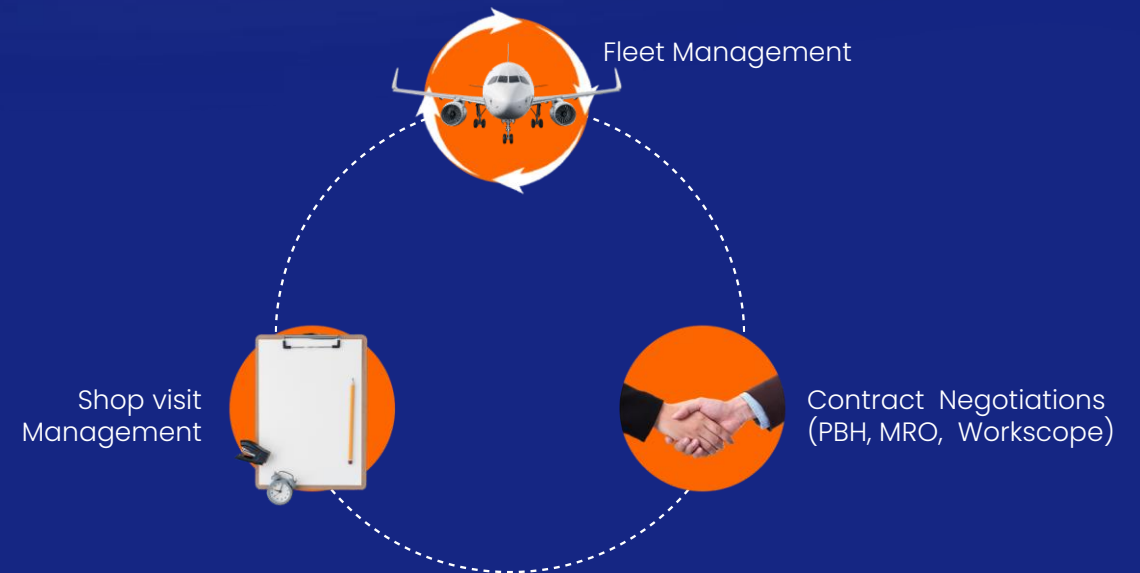 Fleet Management
Shop visit
Management
Contract Negotiations
(PBH, MRO, Workscope)